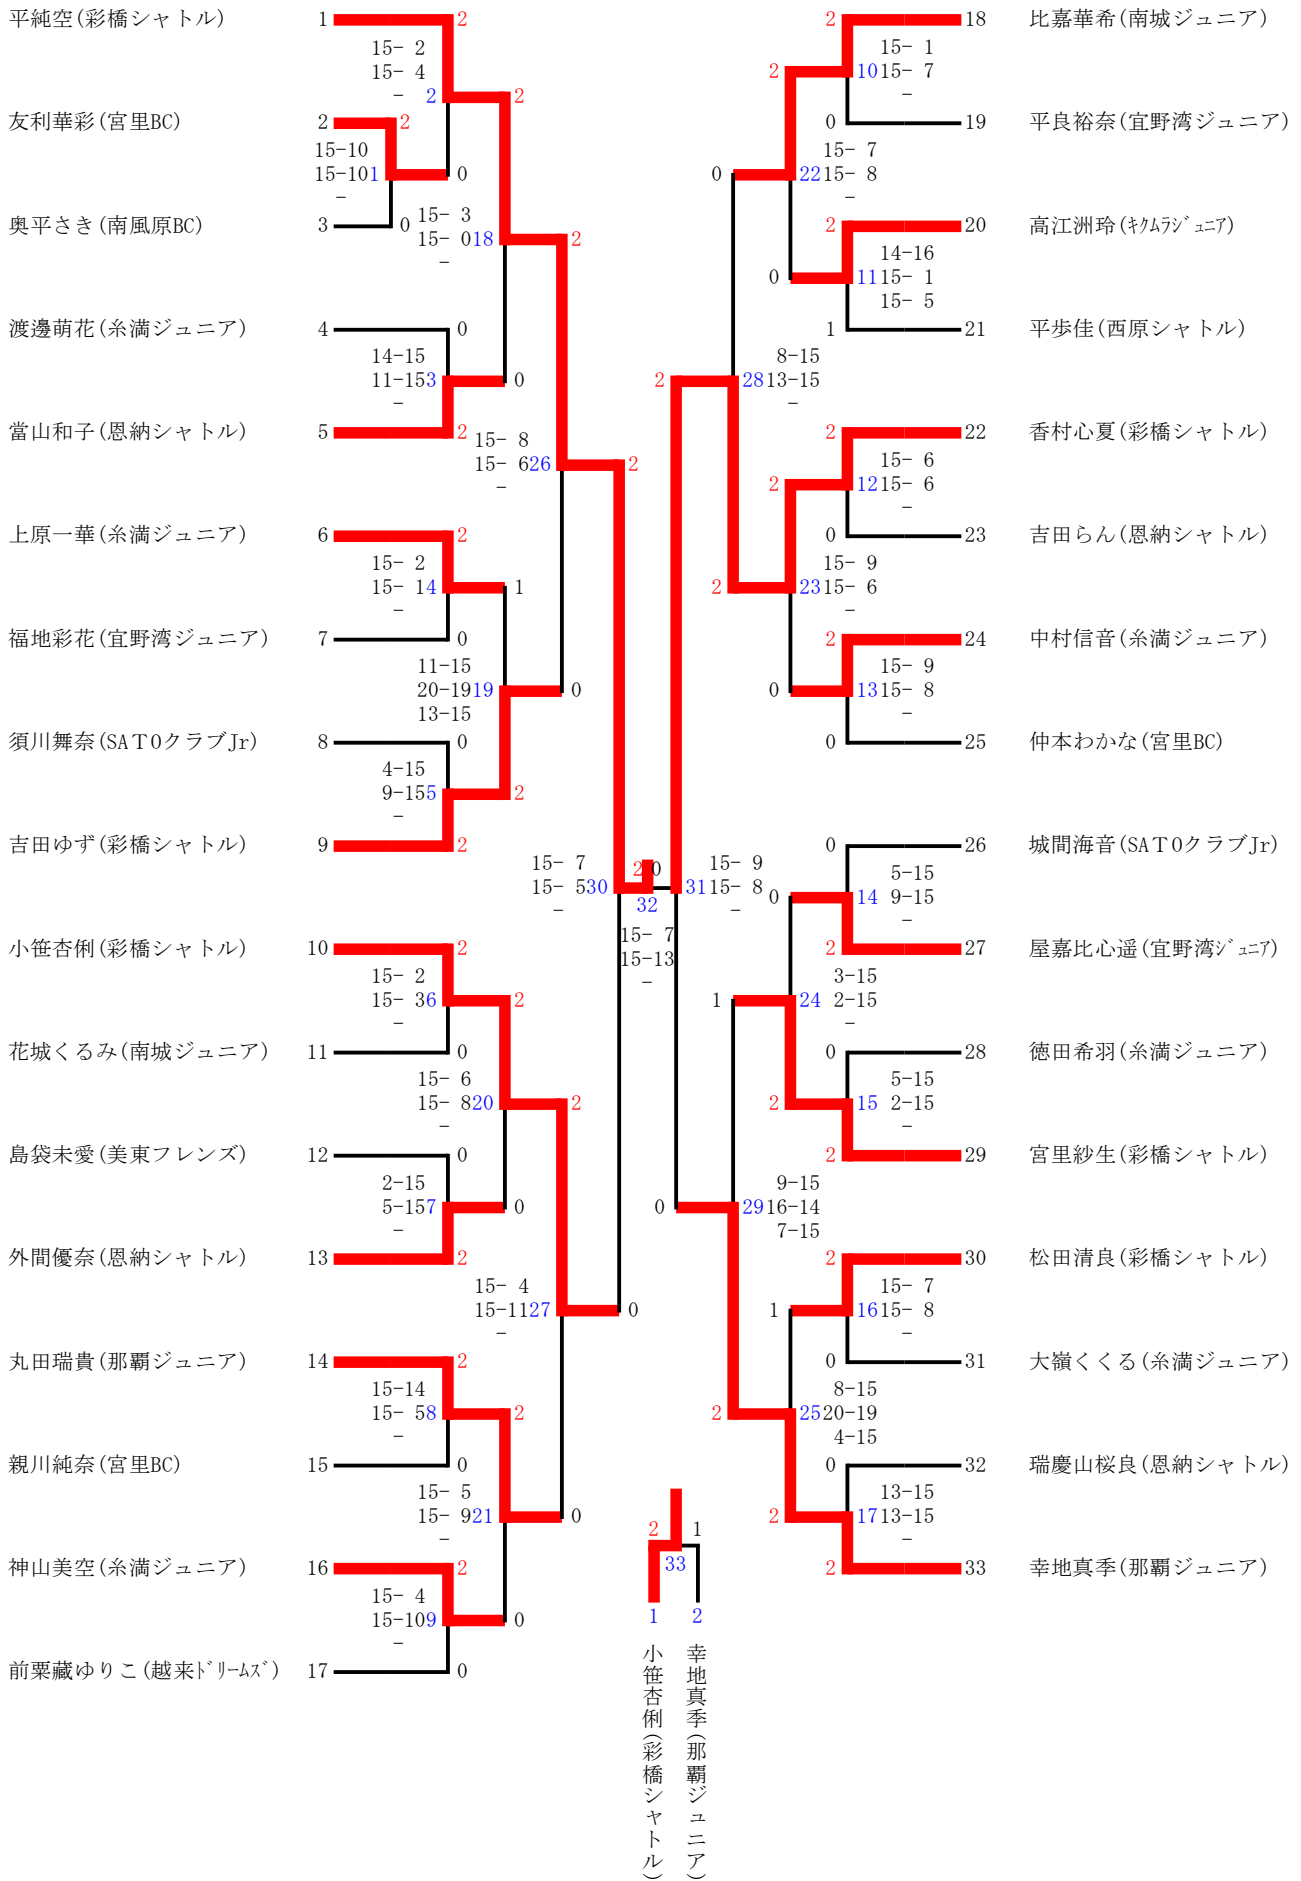 平純空(彩橋シャトル) 1 2
15- 2
15- 4
- 2 2
友利華彩(宮里BC) 2 2
15-10
15-10 1 0
-
奥平さき(南風原BC) 3 0
15- 3
15- 0 18 2
-
渡邊萌花(糸満ジュニア) 4 0
14-15
11-15 3 0
-
當山和子(恩納シャトル) 5 2
15- 8
15- 6 26 2
-
上原一華(糸満ジュニア) 6 2
15- 2
15- 1 4 1
-
福地彩花(宜野湾ジュニア) 7 0
11-15
20-19 19 0
13-15
須川舞奈(SATOクラブJr) 8 0
4-15
9-15 5 2
-
吉田ゆず(彩橋シャトル) 9 2
15- 7
15- 5 30
-
小笹杏俐(彩橋シャトル) 10 2
15- 2
15- 3 6 2
-
花城くるみ(南城ジュニア) 11 0
15- 6
15- 8 20 2
-
島袋未愛(美東フレンズ) 12 0
2-15
5-15 7 0
-
外間優奈(恩納シャトル) 13 2
15- 4
15-11 27 0
-
丸田瑞貴(那覇ジュニア) 14 2
15-14
15- 5 8 2
-
親川純奈(宮里BC) 15 0
15- 5
15- 9 21 0
-
神山美空(糸満ジュニア) 16 2
15- 4
15-10 9 0
-
前粟蔵ゆりこ(越来ドリームズ) 17 0
2 0
32
15- 7
15-13
-
2 18 比嘉華希(南城ジュニア)
15- 1
2 10 15- 7
-
0 19 平良裕奈(宜野湾ジュニア)
15- 7
0 22 15- 8
-
2 20 高江洲玲(キクムラジュニア)
14-16
0 11 15- 1
15- 5
1 21 平歩佳(西原シャトル)
8-15
2 28 13-15
-
2 22 香村心夏(彩橋シャトル)
15- 6
2 12 15- 6
-
0 23 吉田らん(恩納シャトル)
15- 9
2 23 15- 6
-
2 24 中村信音(糸満ジュニア)
15- 9
0 13 15- 8
-
0 25 仲本わかな(宮里BC)
15- 9
31 15- 8
-
0 26 城間海音(SATOクラブJr)
5-15
0 14 9-15
-
2 27 屋嘉比心遥(宜野湾ジュニア)
3-15
1 24 2-15
-
0 28 徳田希羽(糸満ジュニア)
5-15
2 15 2-15
-
2 29 宮里紗生(彩橋シャトル)
9-15
0 29 16-14
7-15
2 30 松田清良(彩橋シャトル)
15- 7
1 16 15- 8
-
0 31 大嶺くくる(糸満ジュニア)
8-15
2 25 20-19
4-15
0 32 瑞慶山桜良(恩納シャトル)
13-15
2 17 13-15
-
2 33 幸地真季(那覇ジュニア)
2 1
33
1 2
小笹杏俐(彩橋シャトル)
幸地真季(那覇ジュニア)